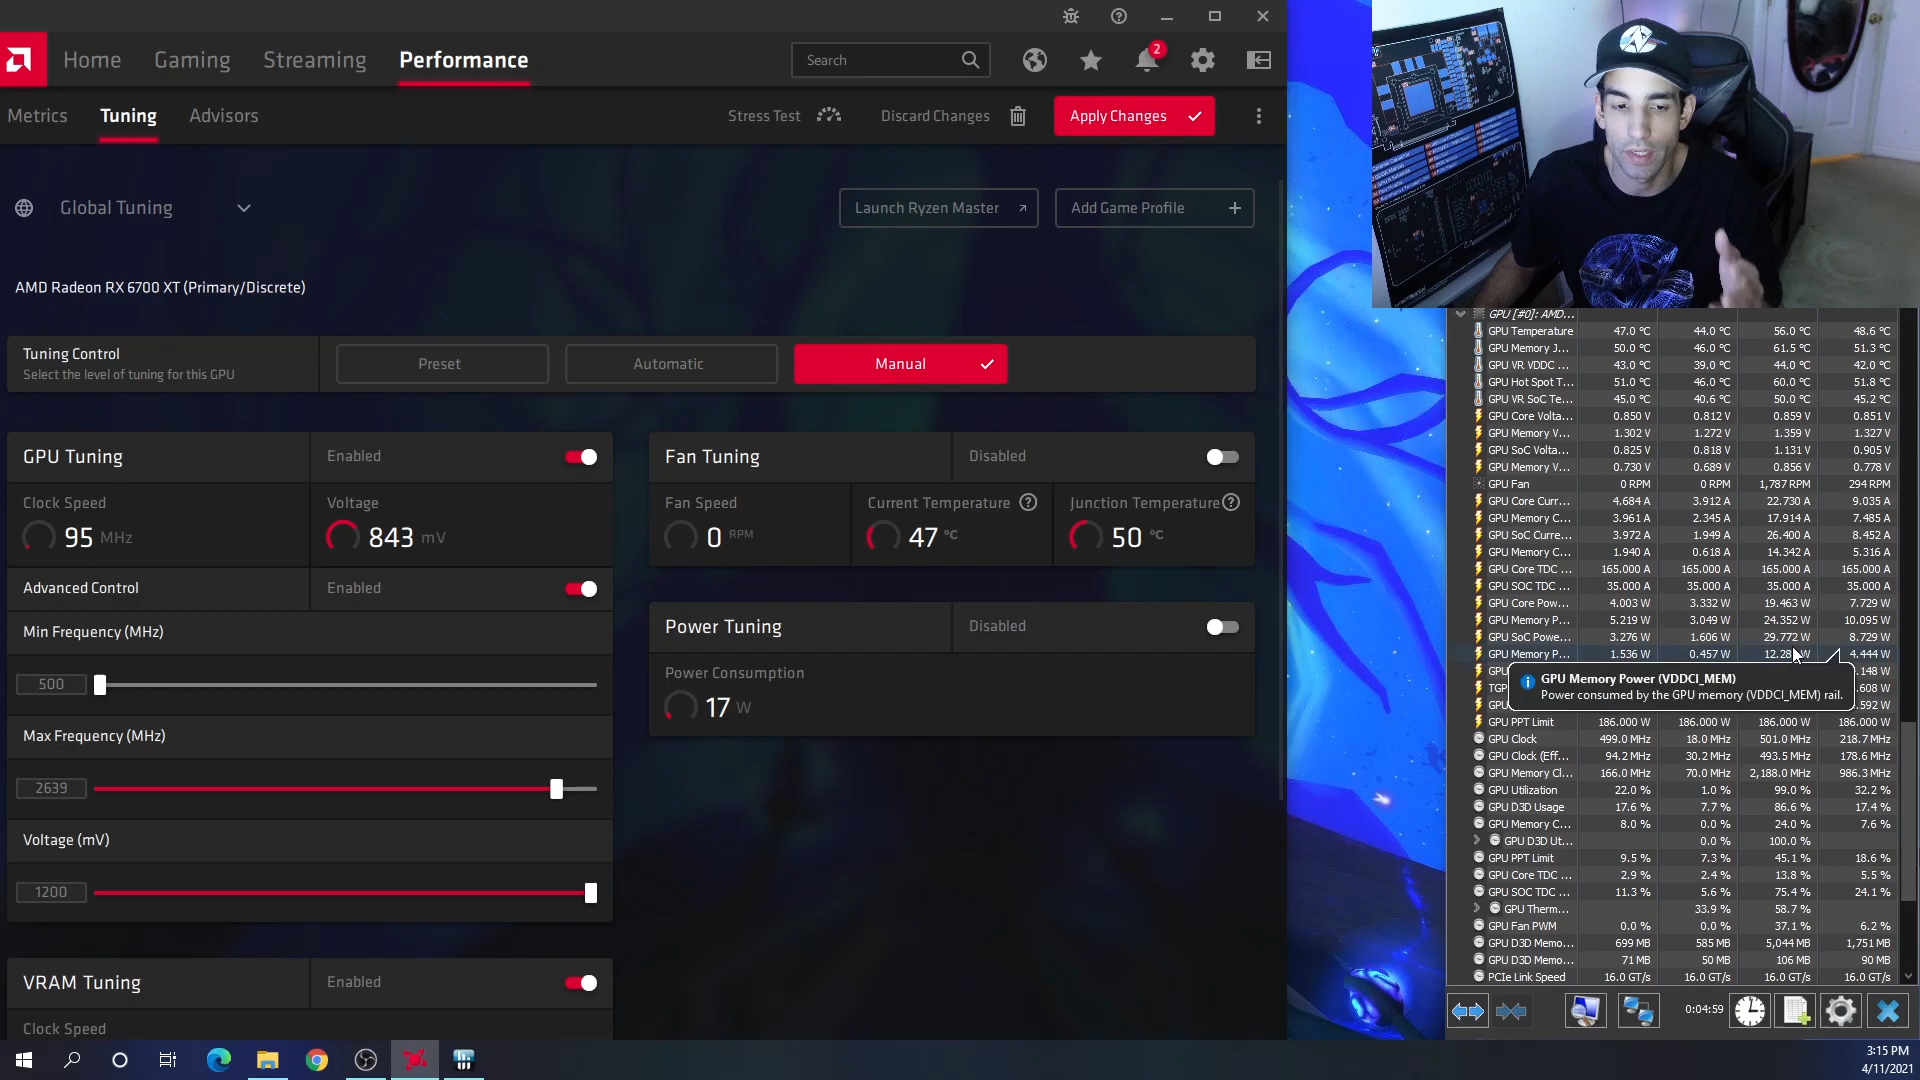 Home Gaming Streaming Performance
Search
2
Metrics Tuning Advisors
Stress Test Discard Changes Apply Changes
Global Tuning
Launch Ryzen Master Add Game Profile
AMD Radeon RX 6700 XT (Primary/Discrete)
Tuning Control
Select the level of tuning for this GPU
Preset Automatic Manual
GPU Tuning Enabled
Clock Speed Voltage
95 MHz 843 mV
Advanced Control Enabled
Min Frequency (MHz)
500
Max Frequency (MHz)
2639
Voltage (mV)
1200
VRAM Tuning Enabled
Clock Speed
Fan Tuning Disabled
Fan Speed Current Temperature Junction Temperature
0 RPM 47 °C 50 °C
Power Tuning Disabled
Power Consumption
17 W
GPU [#0]: AMD...
GPU Temperature 47.0 °C 44.0 °C 56.0 °C 48.6 °C
GPU Memory J... 50.0 °C 46.0 °C 61.5 °C 51.3 °C
GPU VR VDDC ... 43.0 °C 39.0 °C 44.0 °C 42.0 °C
GPU Hot Spot T... 51.0 °C 46.0 °C 60.0 °C 51.8 °C
GPU VR SoC Te... 45.0 °C 40.6 °C 50.0 °C 45.2 °C
GPU Core Volta... 0.850 V 0.812 V 0.859 V 0.851 V
GPU Memory V... 1.302 V 1.272 V 1.359 V 1.327 V
GPU SoC Volta... 0.825 V 0.818 V 1.131 V 0.905 V
GPU Memory V... 0.730 V 0.689 V 0.856 V 0.778 V
GPU Fan 0 RPM 0 RPM 1,787 RPM 294 RPM
GPU Core Curr... 4.684 A 3.912 A 22.730 A 9.035 A
GPU Memory C... 3.961 A 2.345 A 17.914 A 7.485 A
GPU SoC Curre... 3.972 A 1.949 A 26.400 A 8.452 A
GPU Memory C... 1.940 A 0.618 A 14.342 A 5.316 A
GPU Core TDC ... 165.000 A 165.000 A 165.000 A 165.000 A
GPU SOC TDC ... 35.000 A 35.000 A 35.000 A 35.000 A
GPU Core Pow... 4.003 W 3.332 W 19.463 W 7.729 W
GPU Memory P... 5.219 W 3.049 W 24.352 W 10.095 W
GPU SoC Powe... 3.276 W 1.606 W 29.772 W 8.729 W
GPU Memory P... 1.536 W 0.457 W 12.28 W 4.444 W
GPU .148 W
TGP .608 W
GPU .592 W
GPU Memory Power (VDDCI_MEM)
Power consumed by the GPU memory (VDDCI_MEM) rail.
GPU PPT Limit 186.000 W 186.000 W 186.000 W 186.000 W
GPU Clock 499.0 MHz 18.0 MHz 501.0 MHz 218.7 MHz
GPU Clock (Eff... 94.2 MHz 30.2 MHz 493.5 MHz 178.6 MHz
GPU Memory Cl... 166.0 MHz 70.0 MHz 2,188.0 MHz 986.3 MHz
GPU Utilization 22.0 % 1.0 % 99.0 % 32.2 %
GPU D3D Usage 17.6 % 7.7 % 86.6 % 17.4 %
GPU Memory C... 8.0 % 0.0 % 24.0 % 7.6 %
GPU D3D Ut... 0.0 % 100.0 %
GPU PPT Limit 9.5 % 7.3 % 45.1 % 18.6 %
GPU Core TDC ... 2.9 % 2.4 % 13.8 % 5.5 %
GPU SOC TDC ... 11.3 % 5.6 % 75.4 % 24.1 %
GPU Therm... 33.9 % 58.7 %
GPU Fan PWM 0.0 % 0.0 % 37.1 % 6.2 %
GPU D3D Memo... 699 MB 585 MB 5,044 MB 1,751 MB
GPU D3D Memo... 71 MB 50 MB 106 MB 90 MB
PCIe Link Speed 16.0 GT/s 16.0 GT/s 16.0 GT/s 16.0 GT/s
0:04:59
3:15 PM
4/11/2021